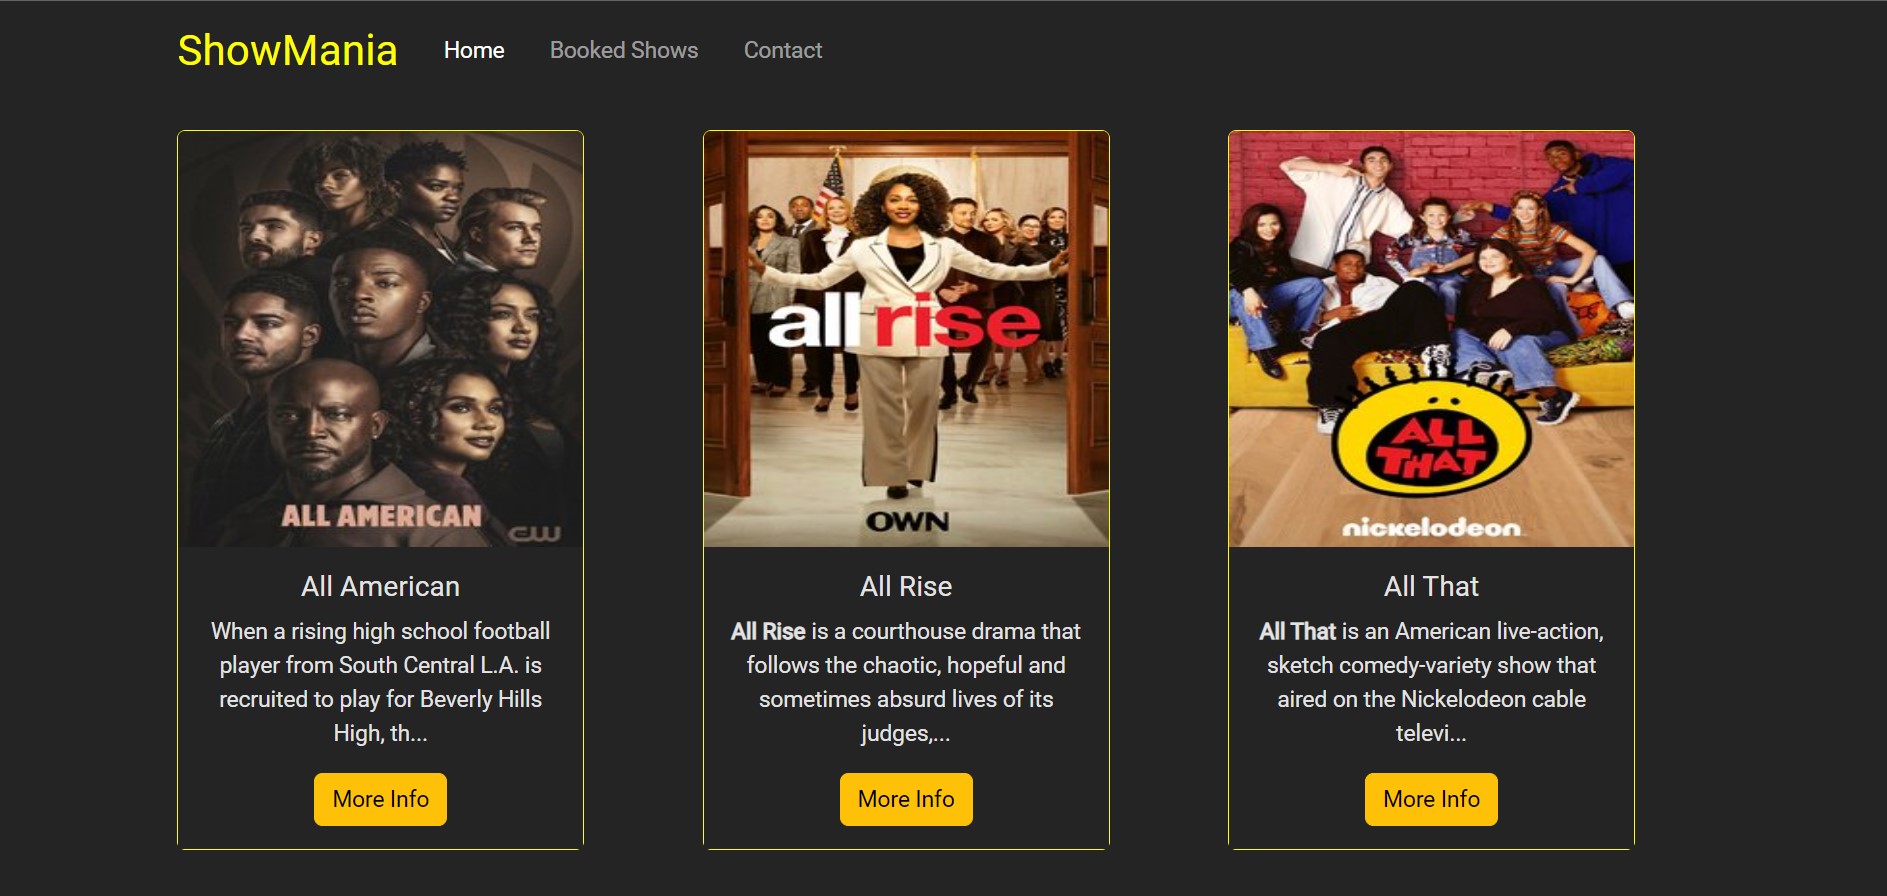 ShowMania Home Booked Shows Contact
ALL AMERICAN
CW
All American
When a rising high school football
player from South Central L.A. is
recruited to play for Beverly Hills
High, th...
More Info
all rise
OWN
All Rise
All Rise is a courthouse drama that
follows the chaotic, hopeful and
sometimes absurd lives of its
judges,...
More Info
ALL
THAT
nickelodeon
All That
All That is an American live-action,
sketch comedy-variety show that
aired on the Nickelodeon cable
televi...
More Info